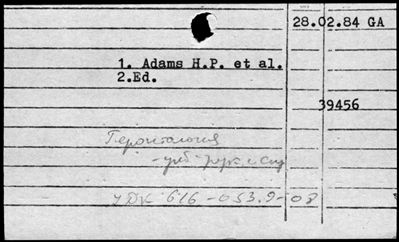 28.02.84 GA
1. Adams H.P. et al.
2.Ed.
39456
Геронтология
УДК 616-053.9-08